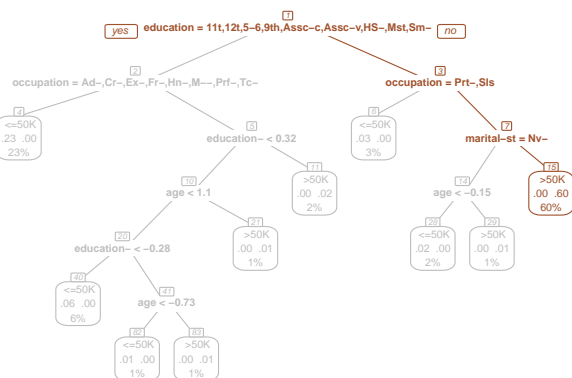 1
yes education = 11t,12t,5−6,9th,Assc−c,Assc−v,HS−,Mst,Sm− no
2
occupation = Ad−,Cr−,Ex−,Fr−,Hn−,M−−,Prf−,Tc−
3
occupation = Prt−,Sls
4
<=50K
.23 .00
23%
5
education− < 0.32
6
<=50K
.03 .00
3%
7
marital−st = Nv−
10
age < 1.1
11
>50K
.00 .02
2%
14
age < −0.15
15
>50K
.00 .60
60%
20
education− < −0.28
21
>50K
.00 .01
1%
28
<=50K
.02 .00
2%
29
>50K
.00 .01
1%
40
<=50K
.06 .00
6%
41
age < −0.73
82
<=50K
.01 .00
1%
83
>50K
.00 .01
1%